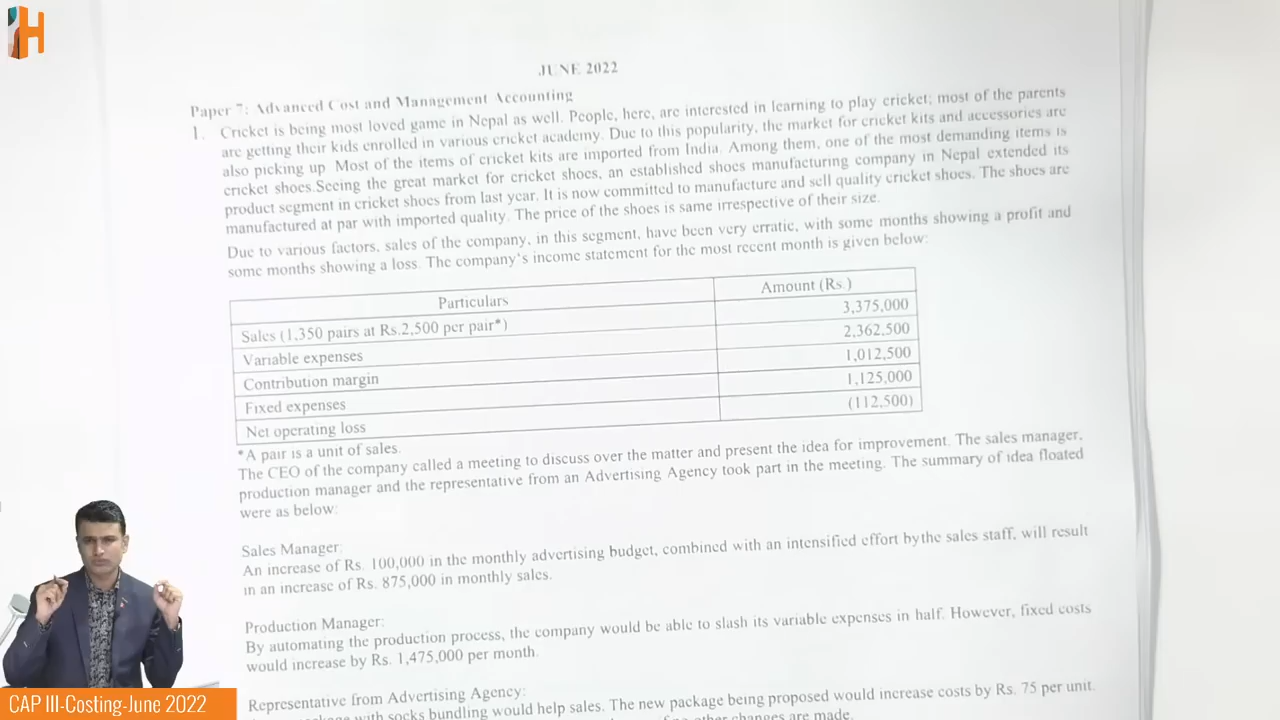 H
JUNE 2022
Paper 7: Advanced Cost and Management Accounting
1. Cricket is being most loved game in Nepal as well. People, here, are interested in learning to play cricket; most of the parents
are getting their kids enrolled in various cricket academy. Due to this popularity, the market for cricket kits and accessories are
also picking up Most of the items of cricket kits are imported from India. Among them, one of the most demanding items is
cricket shoes.Seeing the great market for cricket shoes, an established shoes manufacturing company in Nepal extended its
product segment in cricket shoes from last year. It is now committed to manufacture and sell quality cricket shoes. The shoes are
manufactured at par with imported quality. The price of the shoes is same irrespective of their size.
Due to various factors, sales of the company, in this segment, have been very erratic, with some months showing a profit and
some months showing a loss. The company's income statement for the most recent month is given below:
Particulars Amount (Rs.)
Sales (1,350 pairs at Rs.2,500 per pair*) 3,375,000
Variable expenses 2,362,500
Contribution margin 1,012,500
Fixed expenses 1,125,000
Net operating loss (112,500)
*A pair is a unit of sales.
The CEO of the company called a meeting to discuss over the matter and present the idea for improvement. The sales manager,
production manager and the representative from an Advertising Agency took part in the meeting. The summary of idea floated
were as below:
Sales Manager:
An increase of Rs. 100,000 in the monthly advertising budget, combined with an intensified effort by the sales staff, will result
in an increase of Rs. 875,000 in monthly sales.
Production Manager:
By automating the production process, the company would be able to slash its variable expenses in half. However, fixed costs
would increase by Rs. 1,475,000 per month.
Representative from Advertising Agency:
with socks bundling would help sales. The new package being proposed would increase costs by Rs. 75 per unit.
other changes are made.
CAP III-Costing-June 2022